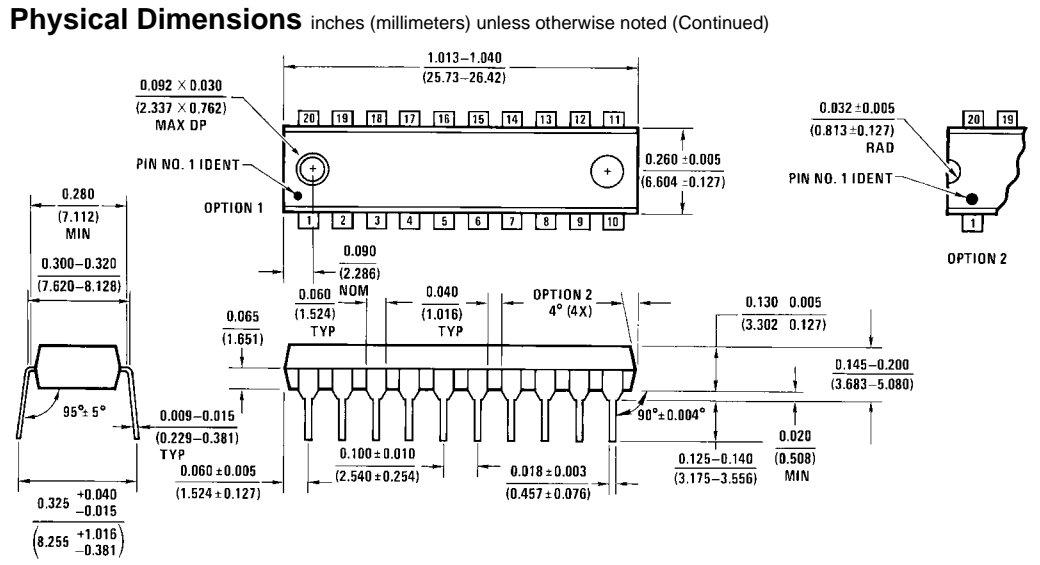 Physical Dimensions inches (millimeters) unless otherwise noted (Continued)
1.013–1.040
(25.73–26.42)
0.092 × 0.030
(2.337 × 0.762)
MAX DP
20 19 18 17 16 15 14 13 12 11
PIN NO. 1 IDENT
OPTION 1
1 2 3 4 5 6 7 8 9 10
0.260 ±0.005
(6.604 ±0.127)
0.032 ±0.005
(0.813±0.127)
RAD
20 19
PIN NO. 1 IDENT
1
OPTION 2
0.280
(7.112)
MIN
0.300–0.320
(7.620–8.128)
0.090
(2.286)
NOM
0.060
(1.524)
TYP
0.040
(1.016)
TYP
OPTION 2
4° (4X)
0.130 0.005
(3.302 0.127)
0.065
(1.651)
0.145–0.200
(3.683–5.080)
95°± 5°
0.009–0.015
(0.229–0.381)
TYP
90°±0.004°
0.020
(0.508)
MIN
0.100 ±0.010
(2.540 ±0.254)
0.125–0.140
(3.175–3.556)
0.060 ±0.005
(1.524 ±0.127)
0.018 ±0.003
(0.457 ±0.076)
0.325 +0.040
−0.015
(8.255 +1.016
−0.381)